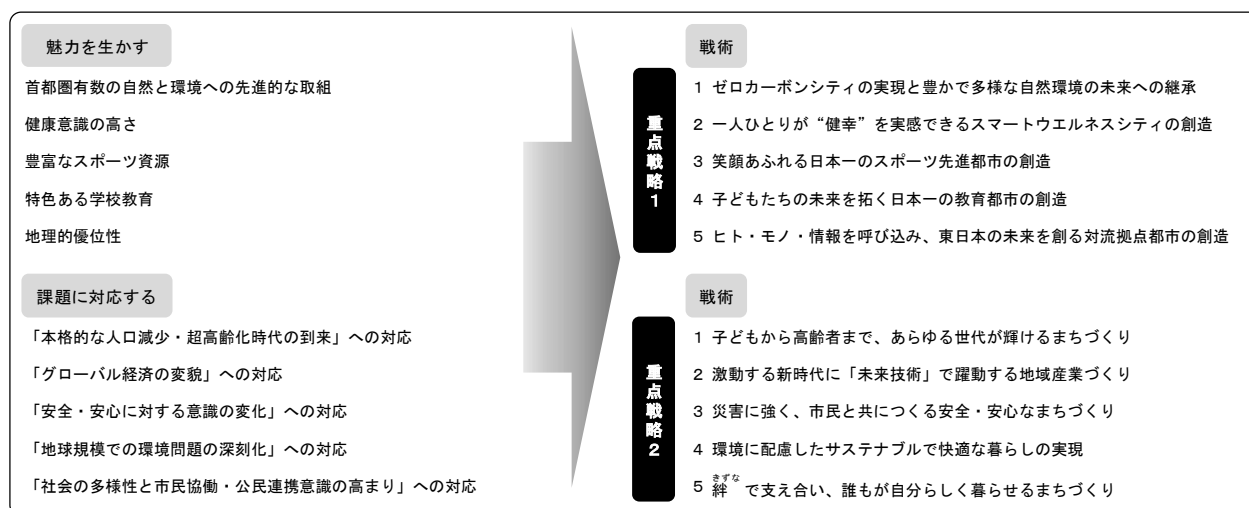 魅力を生かす
首都圏有数の自然と環境への先進的な取組
健康意識の高さ
豊富なスポーツ資源
特色ある学校教育
地理的優位性
課題に対応する
「本格的な人口減少・超高齢化時代の到来」への対応
「グローバル経済の変貌」への対応
「安全・安心に対する意識の変化」への対応
「地球規模での環境問題の深刻化」への対応
「社会の多様性と市民協働・公民連携意識の高まり」への対応
重点戦略1
戦術
1 ゼロカーボンシティの実現と豊かで多様な自然環境の未来への継承
2 一人ひとりが“健幸”を実感できるスマートウエルネスシティの創造
3 笑顔あふれる日本一のスポーツ先進都市の創造
4 子どもたちの未来を拓く日本一の教育都市の創造
5 ヒト・モノ・情報を呼び込み、東日本の未来を創る対流拠点都市の創造
重点戦略2
戦術
1 子どもから高齢者まで、あらゆる世代が輝けるまちづくり
2 激動する新時代に「未来技術」で躍動する地域産業づくり
3 災害に強く、市民と共につくる安全・安心なまちづくり
4 環境に配慮したサステナブルで快適な暮らしの実現
きずな
5 絆で支え合い、誰もが自分らしく暮らせるまちづくり